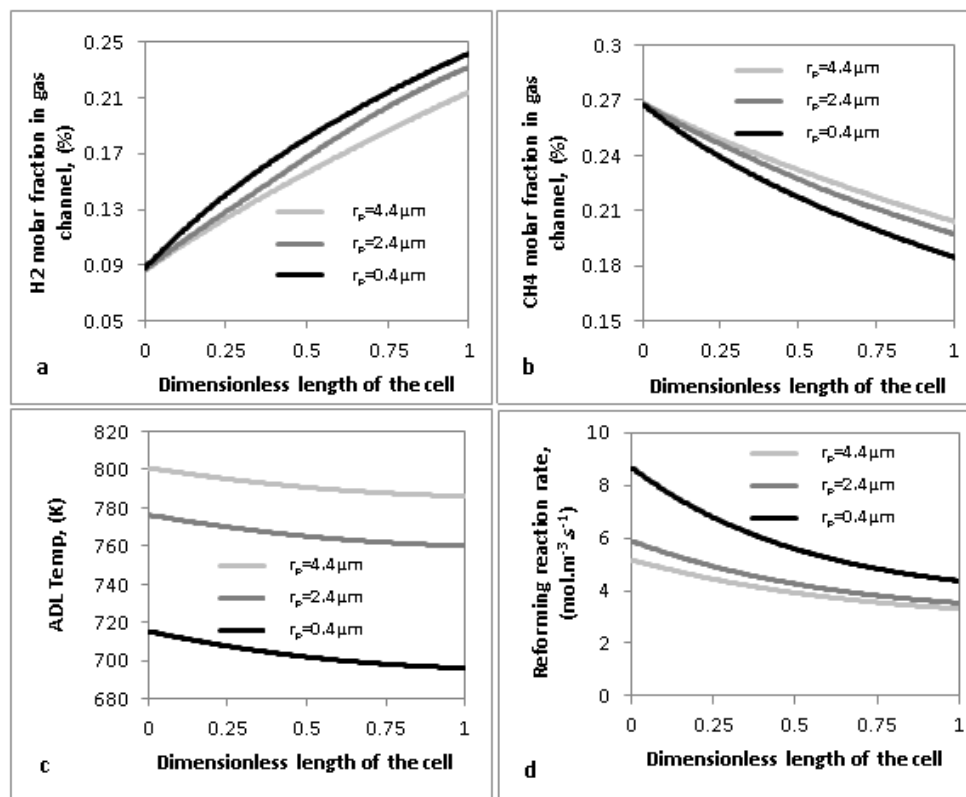 H2 molar fraction in gas
channel, (%)
0.25
0.21
0.17
0.13
0.09
0.05
rₚ=4.4μm
rₚ=2.4μm
rₚ=0.4μm
0 0.25 0.5 0.75 1
Dimensionless length of the cell
a
CH4 molar fraction in gas
channel, (%)
0.3
0.27
0.24
0.21
0.18
0.15
rₚ=4.4μm
rₚ=2.4μm
rₚ=0.4μm
0 0.25 0.5 0.75 1
Dimensionless length of the cell
b
ADL Temp, (K)
820
800
780
760
740
720
700
680
rₚ=4.4μm
rₚ=2.4μm
rₚ=0.4μm
0 0.25 0.5 0.75 1
Dimensionless length of the cell
c
Reforming reaction rate,
(mol.m⁻³.s⁻¹)
10
8
6
4
2
0
rₚ=4.4μm
rₚ=2.4μm
rₚ=0.4μm
0 0.25 0.5 0.75 1
Dimensionless length of the cell
d